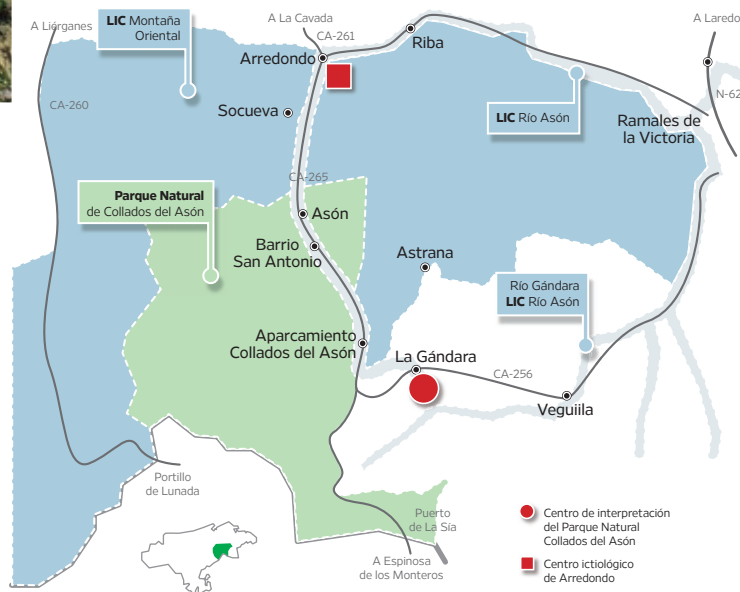 A Liérganes
LIC Montaña
Oriental
A La Cavada
CA-261
Riba
A Laredo
Arredondo
CA-260
Socueva
LIC Río Asón
N-62
Ramales de
la Victoria
CA-265
Parque Natural
de Collados del Asón
Asón
Barrio
San Antonio
Astrana
Río Gándara
LIC Río Asón
Aparcamiento
Collados del Asón
La Gándara
CA-256
Veguiila
Portillo
de Lunada
Puerto
de La Sía
A Espinosa
de los Monteros
Centro de interpretación
del Parque Natural
Collados del Asón
Centro ictiológico
de Arredondo